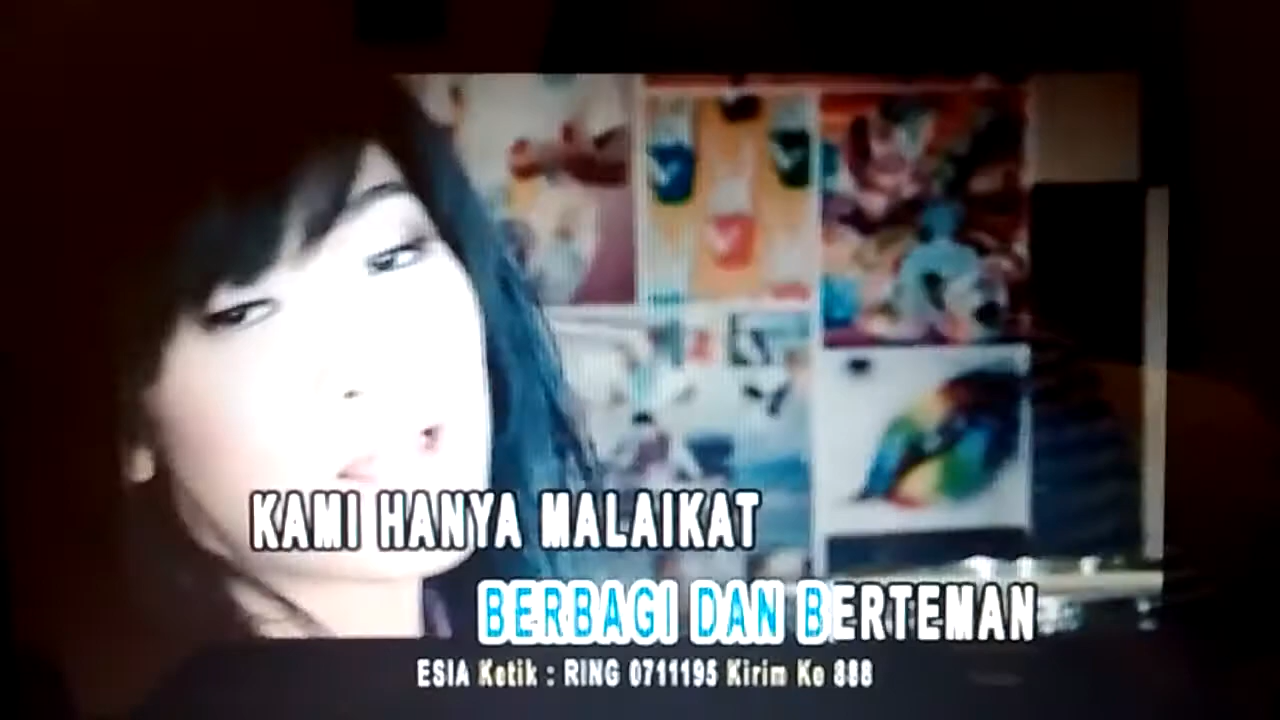 KAMI HANYA MALAIKAT
BERBAGI DAN BERTEMAN
ESIA Ketik : RING 0711195 Kirim Ke 888